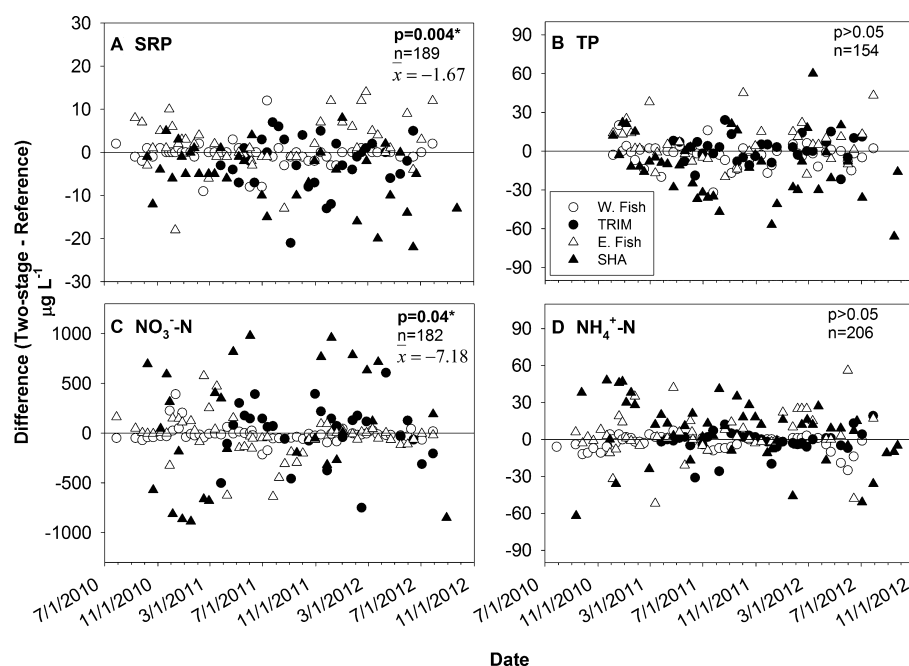 Difference (Two-stage - Reference)
µg L⁻¹
A SRP
p=0.004*
n=189
x̄ = −1.67
30
20
10
0
-10
-20
-30
B TP
p>0.05
n=154
90
60
30
0
-30
-60
-90
W. Fish
TRIM
E. Fish
SHA
C NO₃⁻-N
p=0.04*
n=182
x̄ = −7.18
1000
500
0
-500
-1000
D NH₄⁺-N
p>0.05
n=206
90
60
30
0
-30
-60
-90
7/1/2010
11/1/2010
3/1/2011
7/1/2011
11/1/2011
3/1/2012
7/1/2012
11/1/2012
7/1/2010
11/1/2010
3/1/2011
7/1/2011
11/1/2011
3/1/2012
7/1/2012
11/1/2012
Date